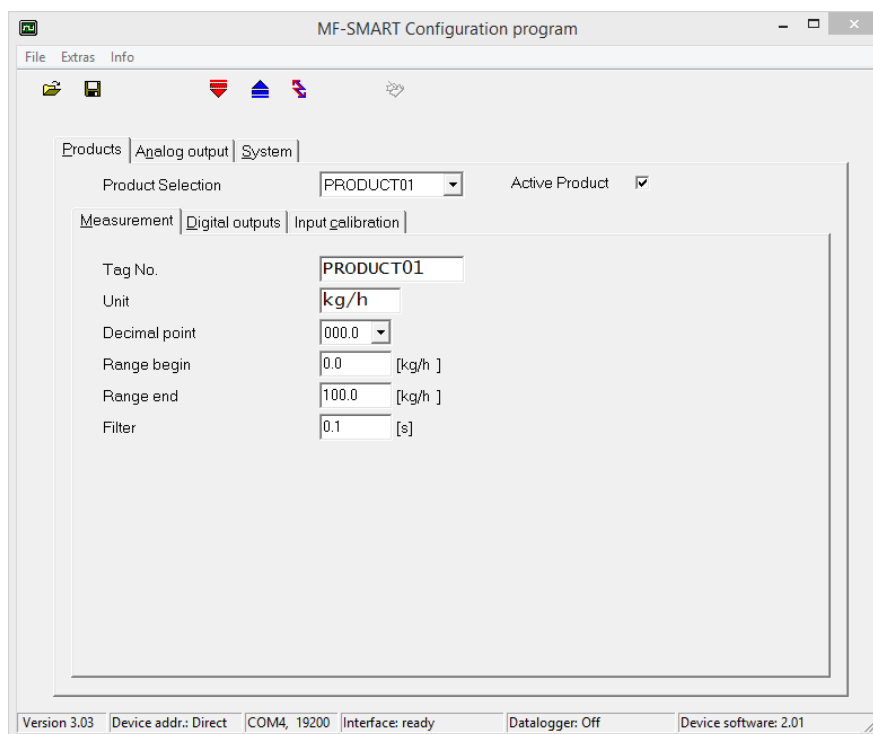 MF-SMART Configuration program
File Extras Info
Products Analog output System
Product Selection PRODUCT01 Active Product
Measurement Digital outputs Input calibration
Tag No. PRODUCT01
Unit kg/h
Decimal point 000.0
Range begin 0.0 [kg/h ]
Range end 100.0 [kg/h ]
Filter 0.1 [s]
Version 3.03 Device addr.: Direct COM4, 19200 Interface: ready Datalogger: Off Device software: 2.01